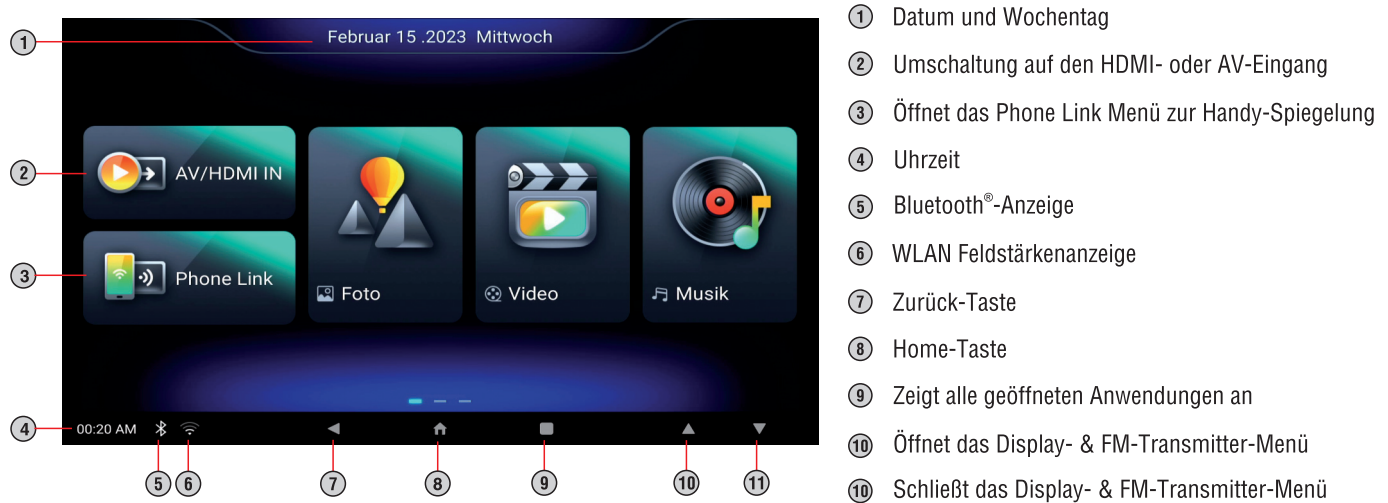 Februar 15 .2023 Mittwoch
1
AV/HDMI IN
2
Phone Link
3
Foto
Video
Musik
4
00:20 AM
5
6
7
8
9
10
11
1 Datum und Wochentag
2 Umschaltung auf den HDMI- oder AV-Eingang
3 Öffnet das Phone Link Menü zur Handy-Spiegelung
4 Uhrzeit
5 Bluetooth®-Anzeige
6 WLAN Feldstärkenanzeige
7 Zurück-Taste
8 Home-Taste
9 Zeigt alle geöffneten Anwendungen an
10 Öffnet das Display- & FM-Transmitter-Menü
10 Schließt das Display- & FM-Transmitter-Menü